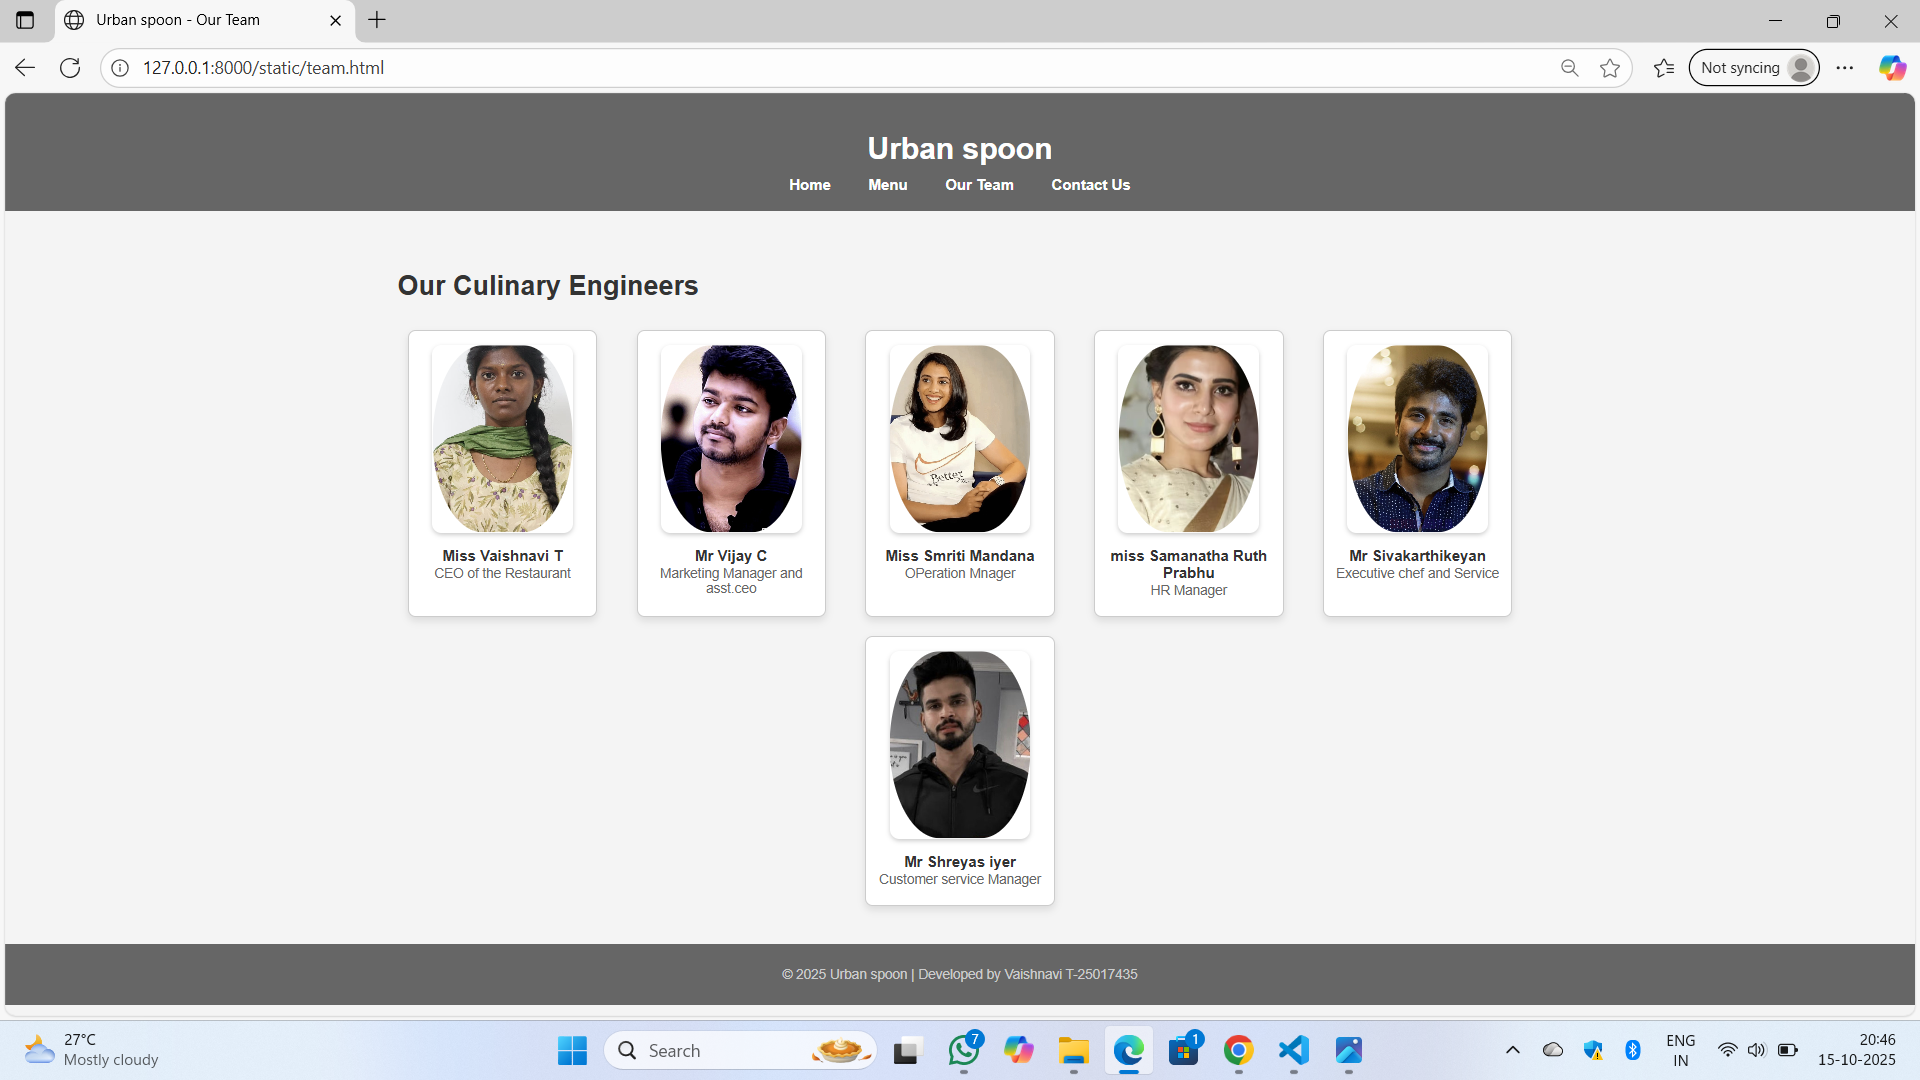 Urban spoon - Our Team
127.0.0.1:8000/static/team.html
Not syncing
Urban spoon
Home Menu Our Team Contact Us
Our Culinary Engineers
Miss Vaishnavi T
CEO of the Restaurant
Mr Vijay C
Marketing Manager and
asst.ceo
Miss Smriti Mandana
OPeration Mnager
miss Samanatha Ruth
Prabhu
HR Manager
Mr Sivakarthikeyan
Executive chef and Service
Better
Mr Shreyas iyer
Customer service Manager
© 2025 Urban spoon | Developed by Vaishnavi T-25017435
27°C
Mostly cloudy
Search
7
1
ENG
IN
20:46
15-10-2025